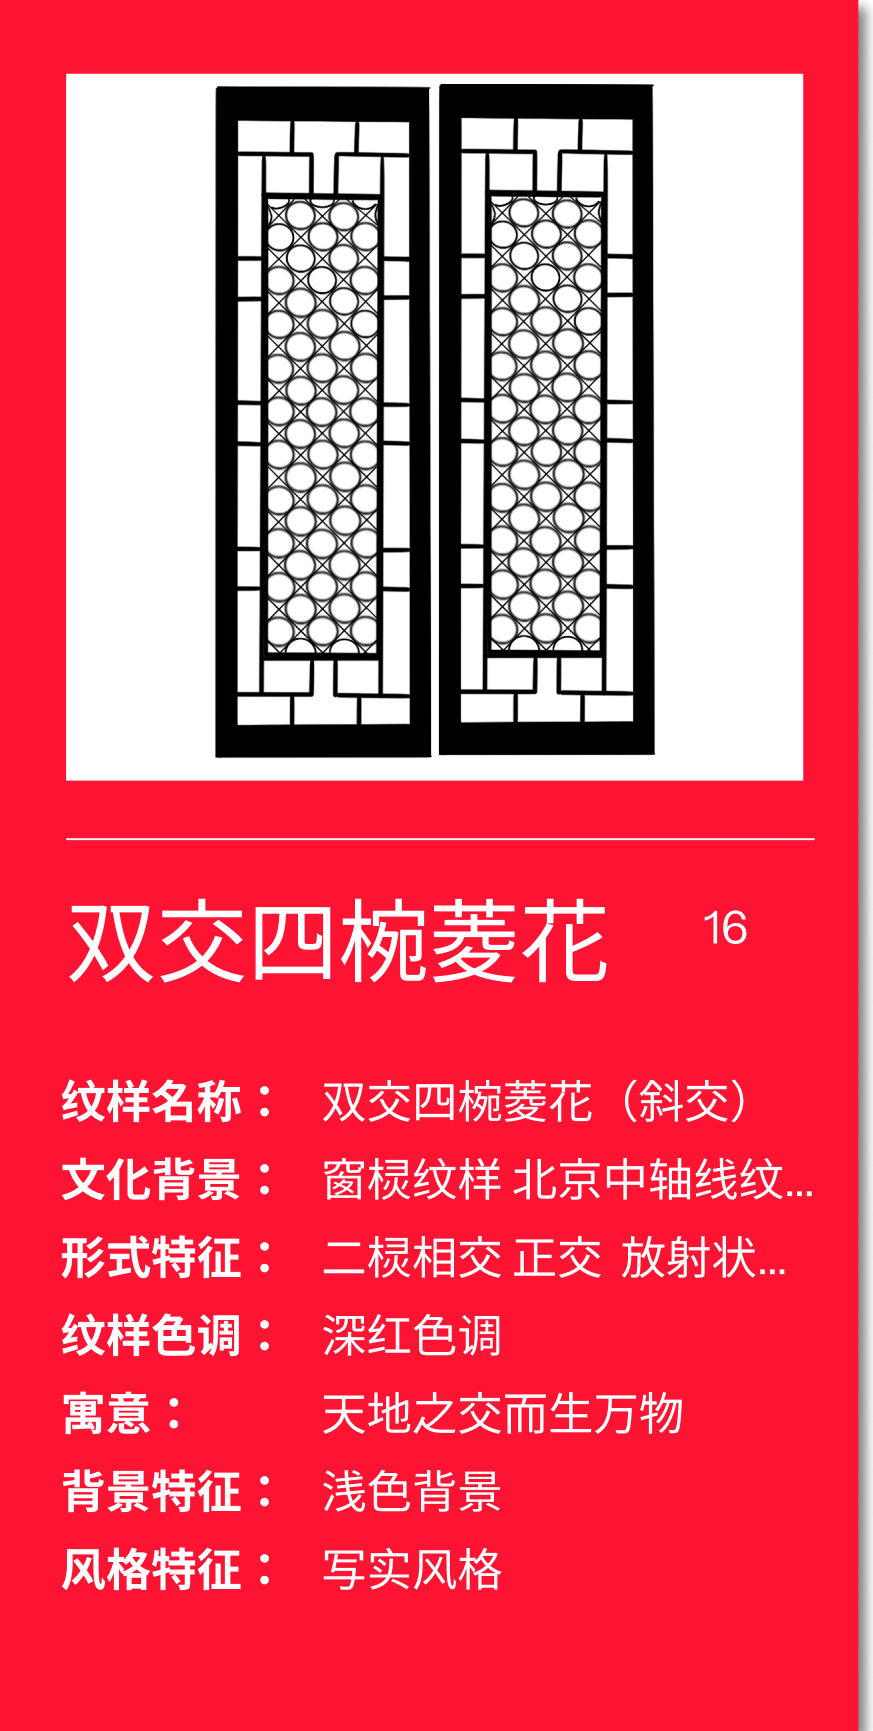 双交四椀菱花
16
纹样名称： 双交四椀菱花（斜交）
文化背景： 窗棂纹样 北京中轴线纹...
形式特征： 二棂相交 正交 放射状...
纹样色调： 深红色调
寓意： 天地之交而生万物
背景特征： 浅色背景
风格特征： 写实风格